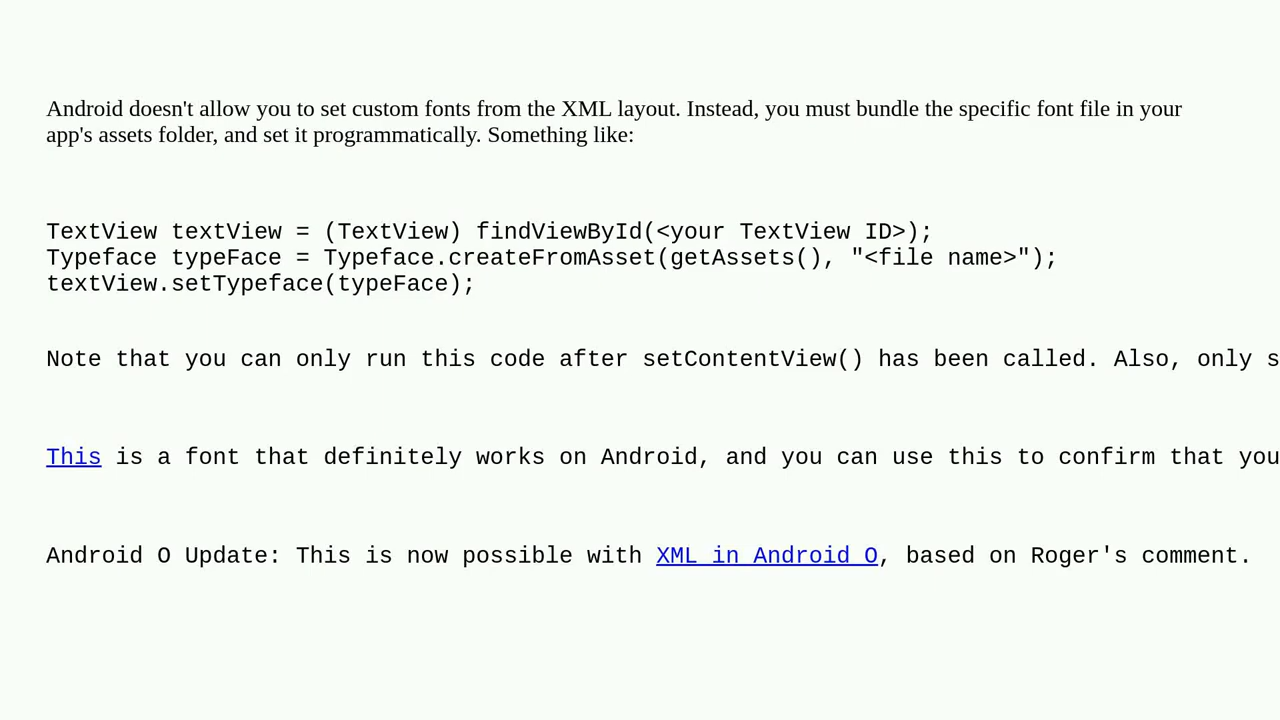 Android doesn't allow you to set custom fonts from the XML layout. Instead, you must bundle the specific font file in your
app's assets folder, and set it programmatically. Something like:
TextView textView = (TextView) findViewById(<your TextView ID>);
Typeface typeFace = Typeface.createFromAsset(getAssets(), "<file name>");
textView.setTypeface(typeFace);
Note that you can only run this code after setContentView() has been called. Also, only s
This is a font that definitely works on Android, and you can use this to confirm that you
Android O Update: This is now possible with XML in Android O, based on Roger's comment.